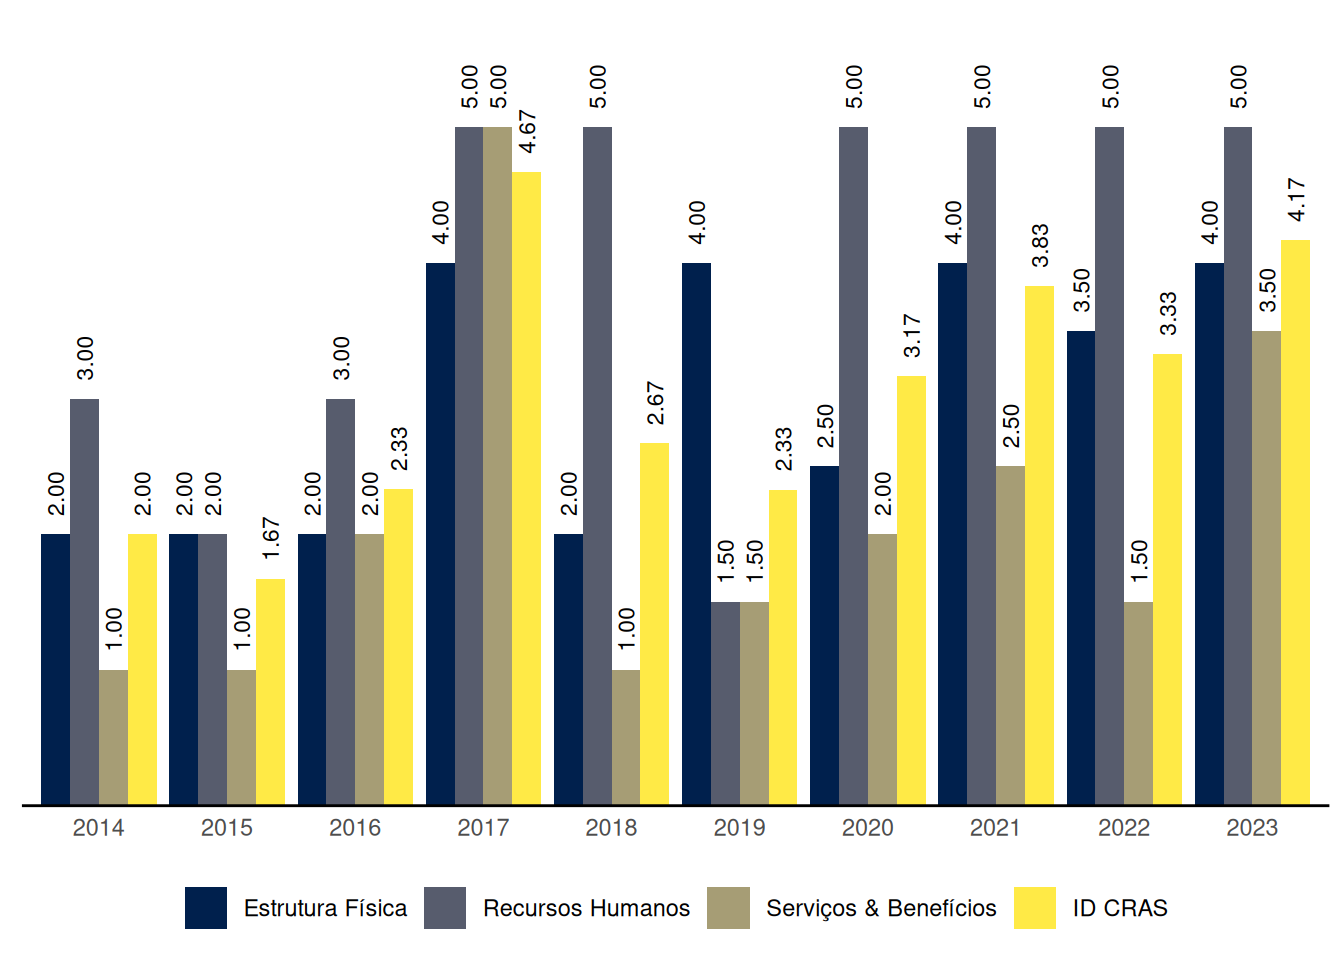 2.00 3.00 1.00 2.00
2.00 2.00 1.00 1.67
2.00 3.00 2.00 2.33
4.00 5.00 5.00 4.67
2.00 5.00 1.00 2.67
4.00 1.50 1.50 2.33
2.50 5.00 2.00 3.17
4.00 5.00 2.50 3.83
3.50 5.00 1.50 3.33
4.00 5.00 3.50 4.17
2014 2015 2016 2017 2018 2019 2020 2021 2022 2023
Estrutura Física Recursos Humanos Serviços & Benefícios ID CRAS